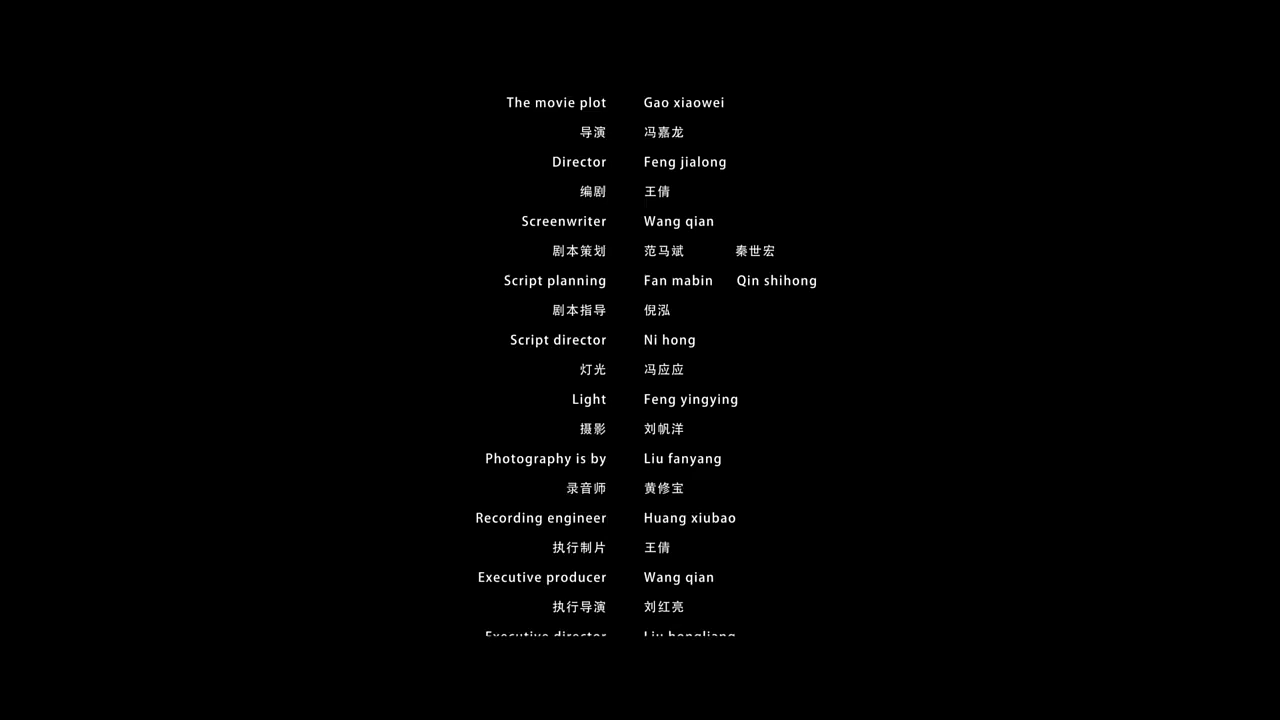 The movie plot Gao xiaowei
导演 冯嘉龙
Director Feng jialong
编剧 王倩
Screenwriter Wang qian
剧本策划 范马斌 秦世宏
Script planning Fan mabin Qin shihong
剧本指导 倪泓
Script director Ni hong
灯光 冯应应
Light Feng yingying
摄影 刘帆洋
Photography is by Liu fanyang
录音师 黄修宝
Recording engineer Huang xiubao
执行制片 王倩
Executive producer Wang qian
执行导演 刘红亮
Executive director Liu hongliang